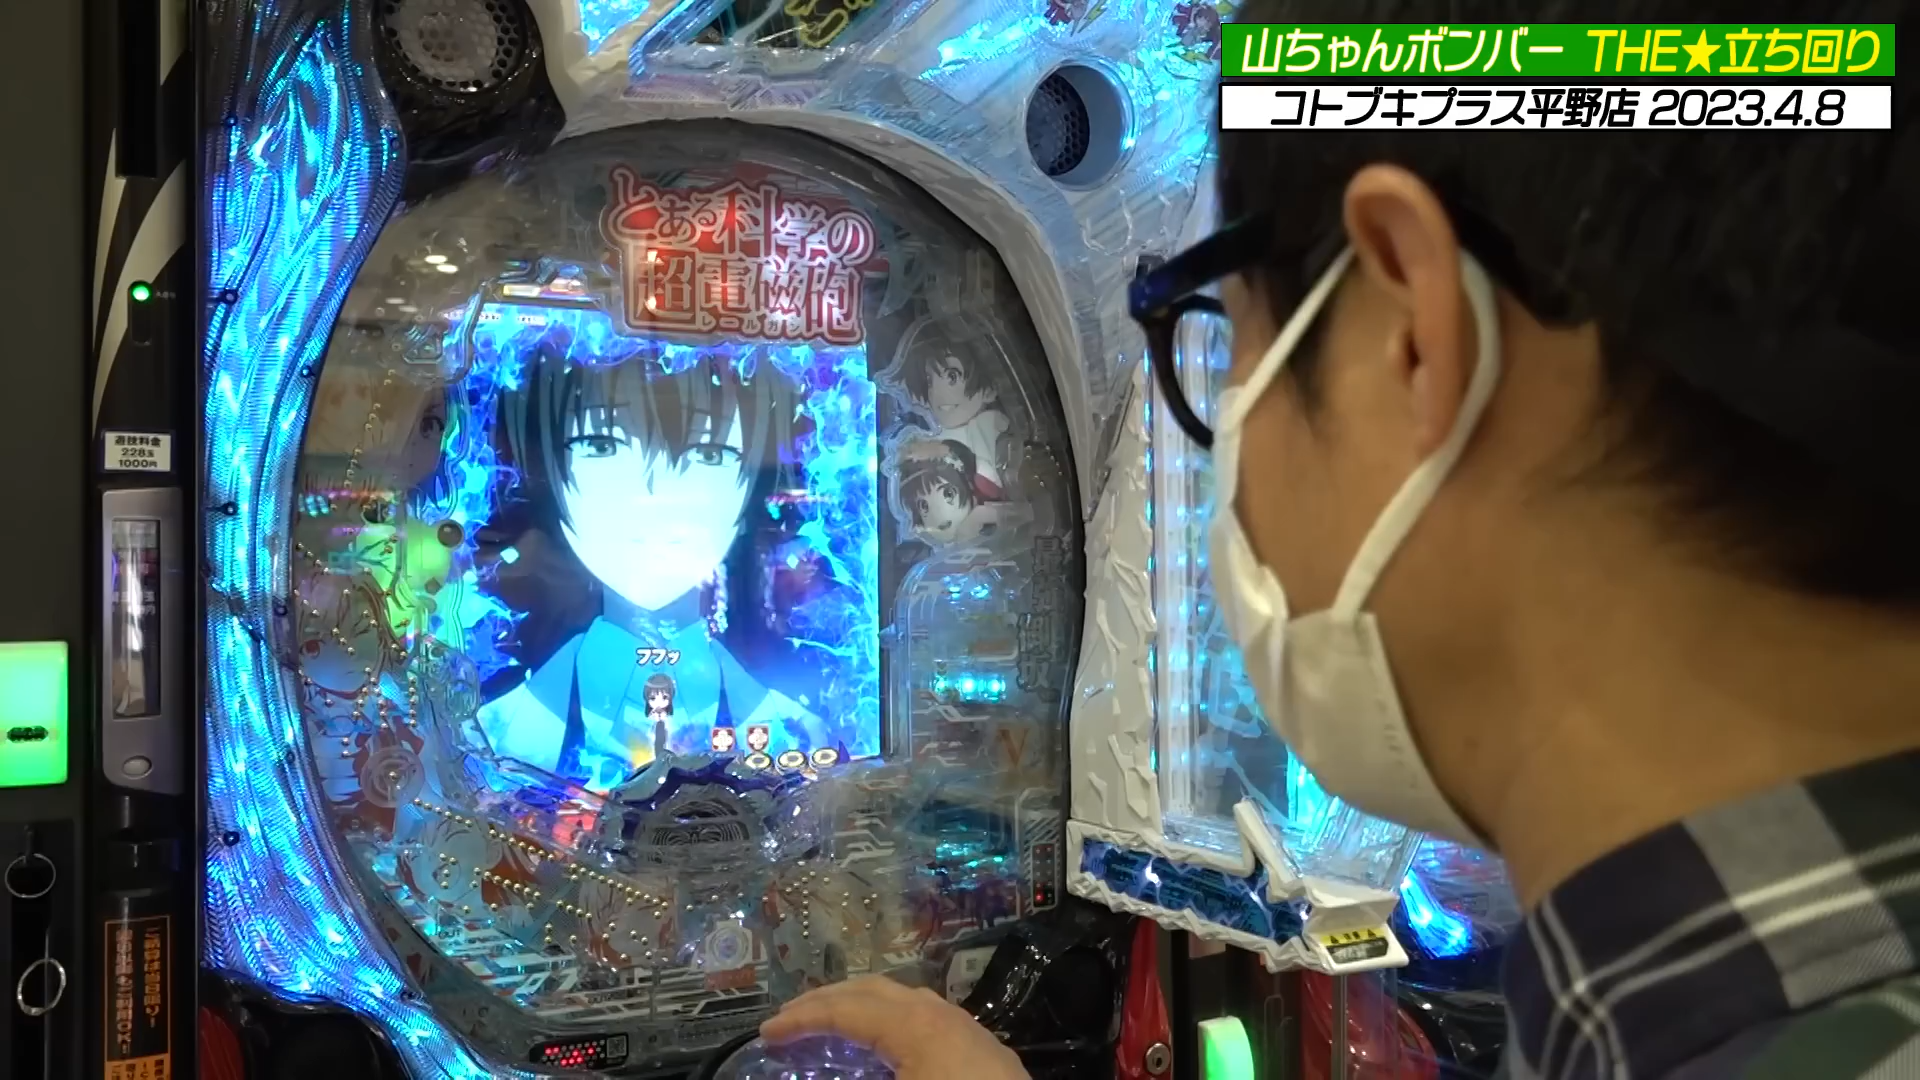 山ちゃんボンバー THE★立ち回り
コトブキプラス平野店 2023.4.8
とある科学の
超電磁砲
レールガン
遊技料金
228玉
1000円
フフッ
V
OUT